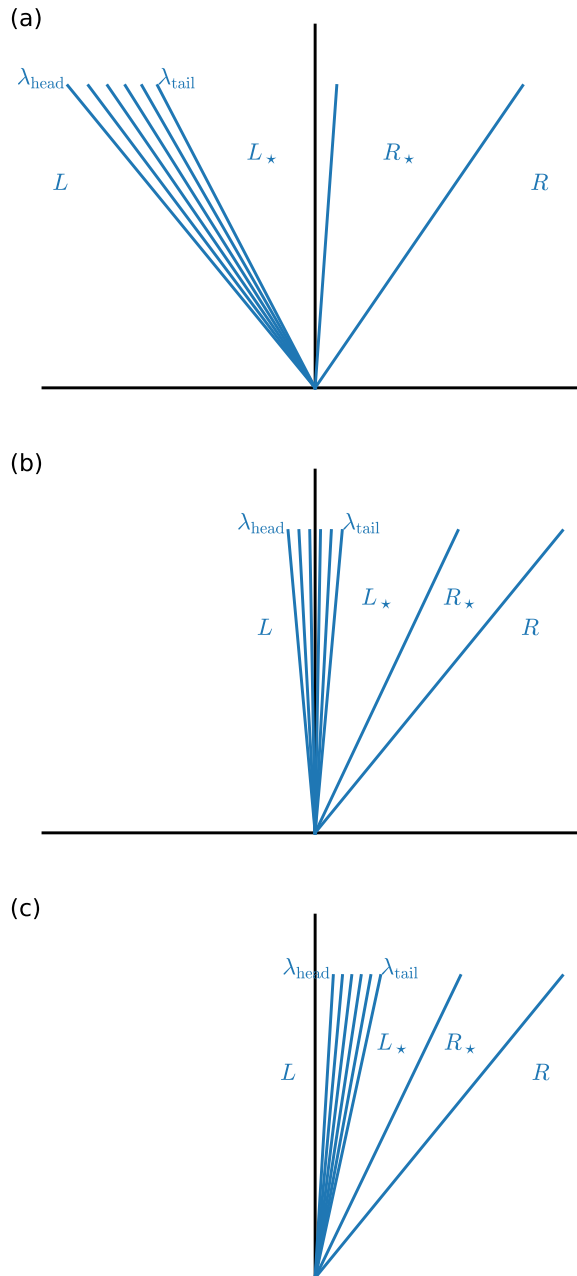 (a)
λhead λtail
L⋆ R⋆
L R
(b)
λhead λtail
L⋆ R⋆
L R
(c)
λhead λtail
L⋆ R⋆
L R